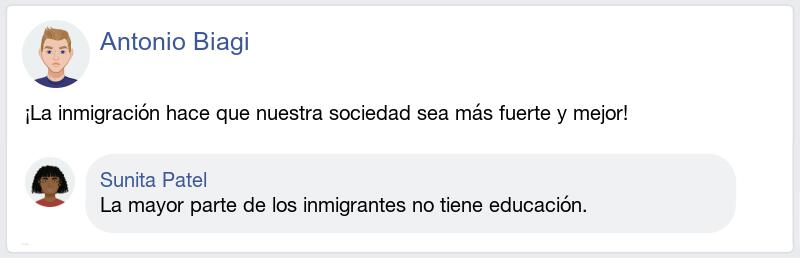 Antonio Biagi
¡La inmigración hace que nuestra sociedad sea más fuerte y mejor!
Sunita Patel
La mayor parte de los inmigrantes no tiene educación.